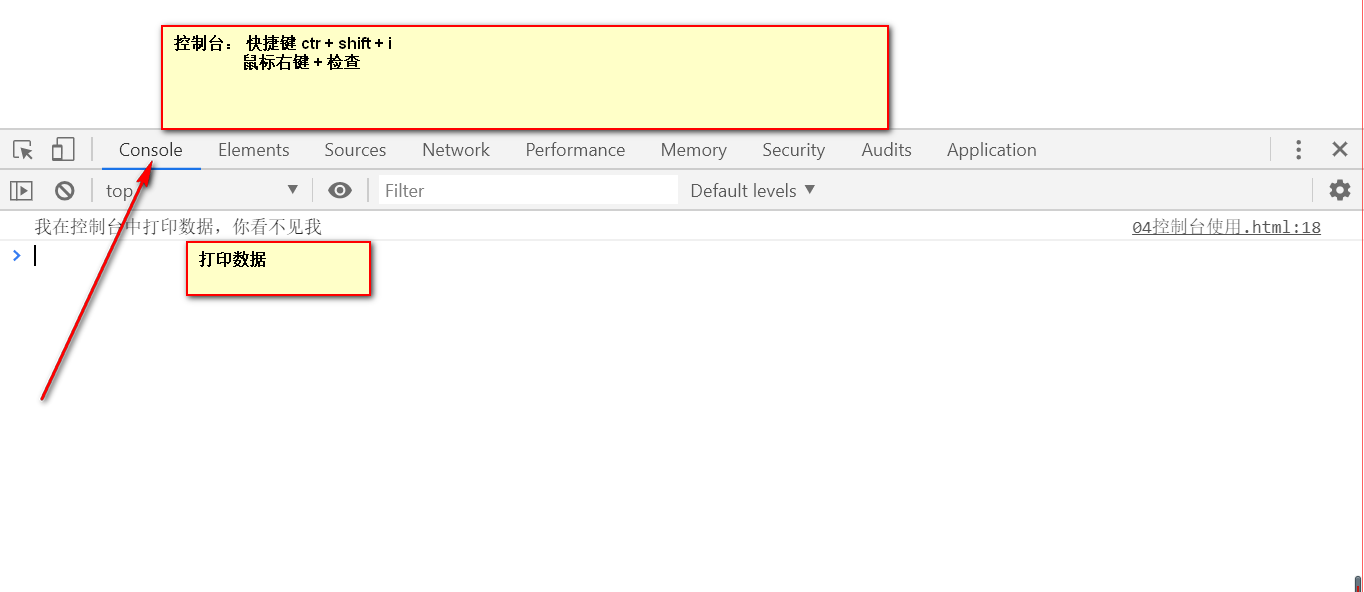 控制台： 快捷键 ctr + shift + i
鼠标右键 + 检查
Console Elements Sources Network Performance Memory Security Audits Application
top Filter Default levels
我在控制台中打印数据，你看不见我 04控制台使用.html:18
打印数据